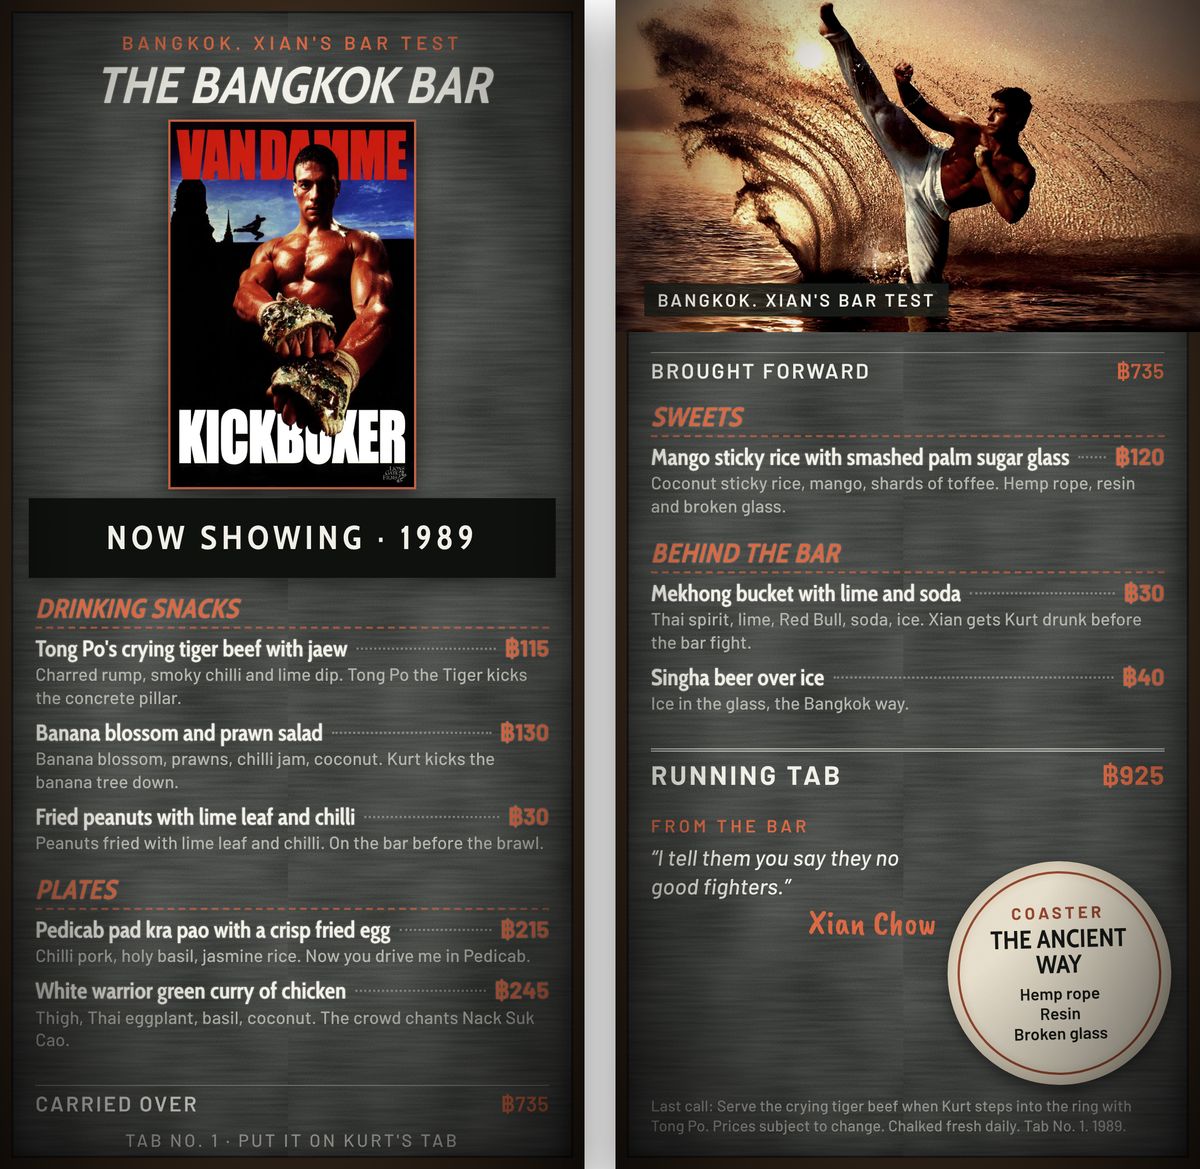 BANGKOK. XIAN'S BAR TEST
THE BANGKOK BAR
VAN DAMME
KICKBOXER
NOW SHOWING · 1989
DRINKING SNACKS
Tong Po's crying tiger beef with jaew ฿115
Charred rump, smoky chilli and lime dip. Tong Po the Tiger kicks
the concrete pillar.
Banana blossom and prawn salad ฿130
Banana blossom, prawns, chilli jam, coconut. Kurt kicks the
banana tree down.
Fried peanuts with lime leaf and chilli ฿30
Peanuts fried with lime leaf and chilli. On the bar before the brawl.
PLATES
Pedicab pad kra pao with a crisp fried egg ฿215
Chilli pork, holy basil, jasmine rice. Now you drive me in Pedicab.
White warrior green curry of chicken ฿245
Thigh, Thai eggplant, basil, coconut. The crowd chants Nack Suk
Cao.
CARRIED OVER ฿735
TAB NO. 1 · PUT IT ON KURT'S TAB
BANGKOK. XIAN'S BAR TEST
BROUGHT FORWARD ฿735
SWEETS
Mango sticky rice with smashed palm sugar glass ฿120
Coconut sticky rice, mango, shards of toffee. Hemp rope, resin
and broken glass.
BEHIND THE BAR
Mekhong bucket with lime and soda ฿30
Thai spirit, lime, Red Bull, soda, ice. Xian gets Kurt drunk before
the bar fight.
Singha beer over ice ฿40
Ice in the glass, the Bangkok way.
RUNNING TAB ฿925
FROM THE BAR
“I tell them you say they no
good fighters.”
Xian Chow
COASTER
THE ANCIENT
WAY
Hemp rope
Resin
Broken glass
Last call: Serve the crying tiger beef when Kurt steps into the ring with
Tong Po. Prices subject to change. Chalked fresh daily. Tab No. 1. 1989.